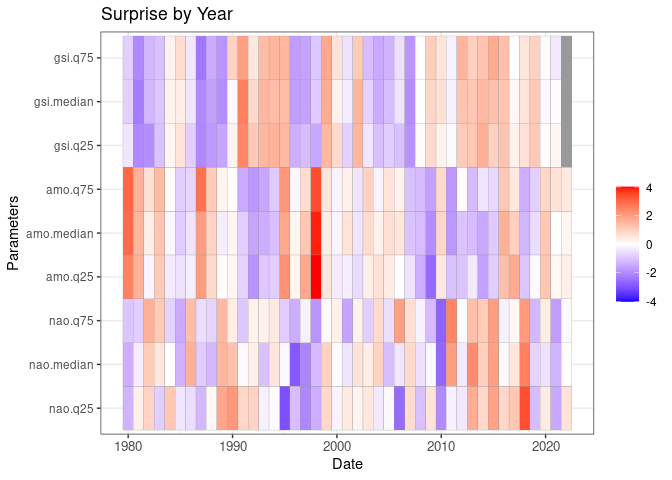 Surprise by Year
Parameters
gsi.q75
gsi.median
gsi.q25
amo.q75
amo.median
amo.q25
nao.q75
nao.median
nao.q25
1980 1990 2000 2010 2020
Date
4
2
0
-2
-4